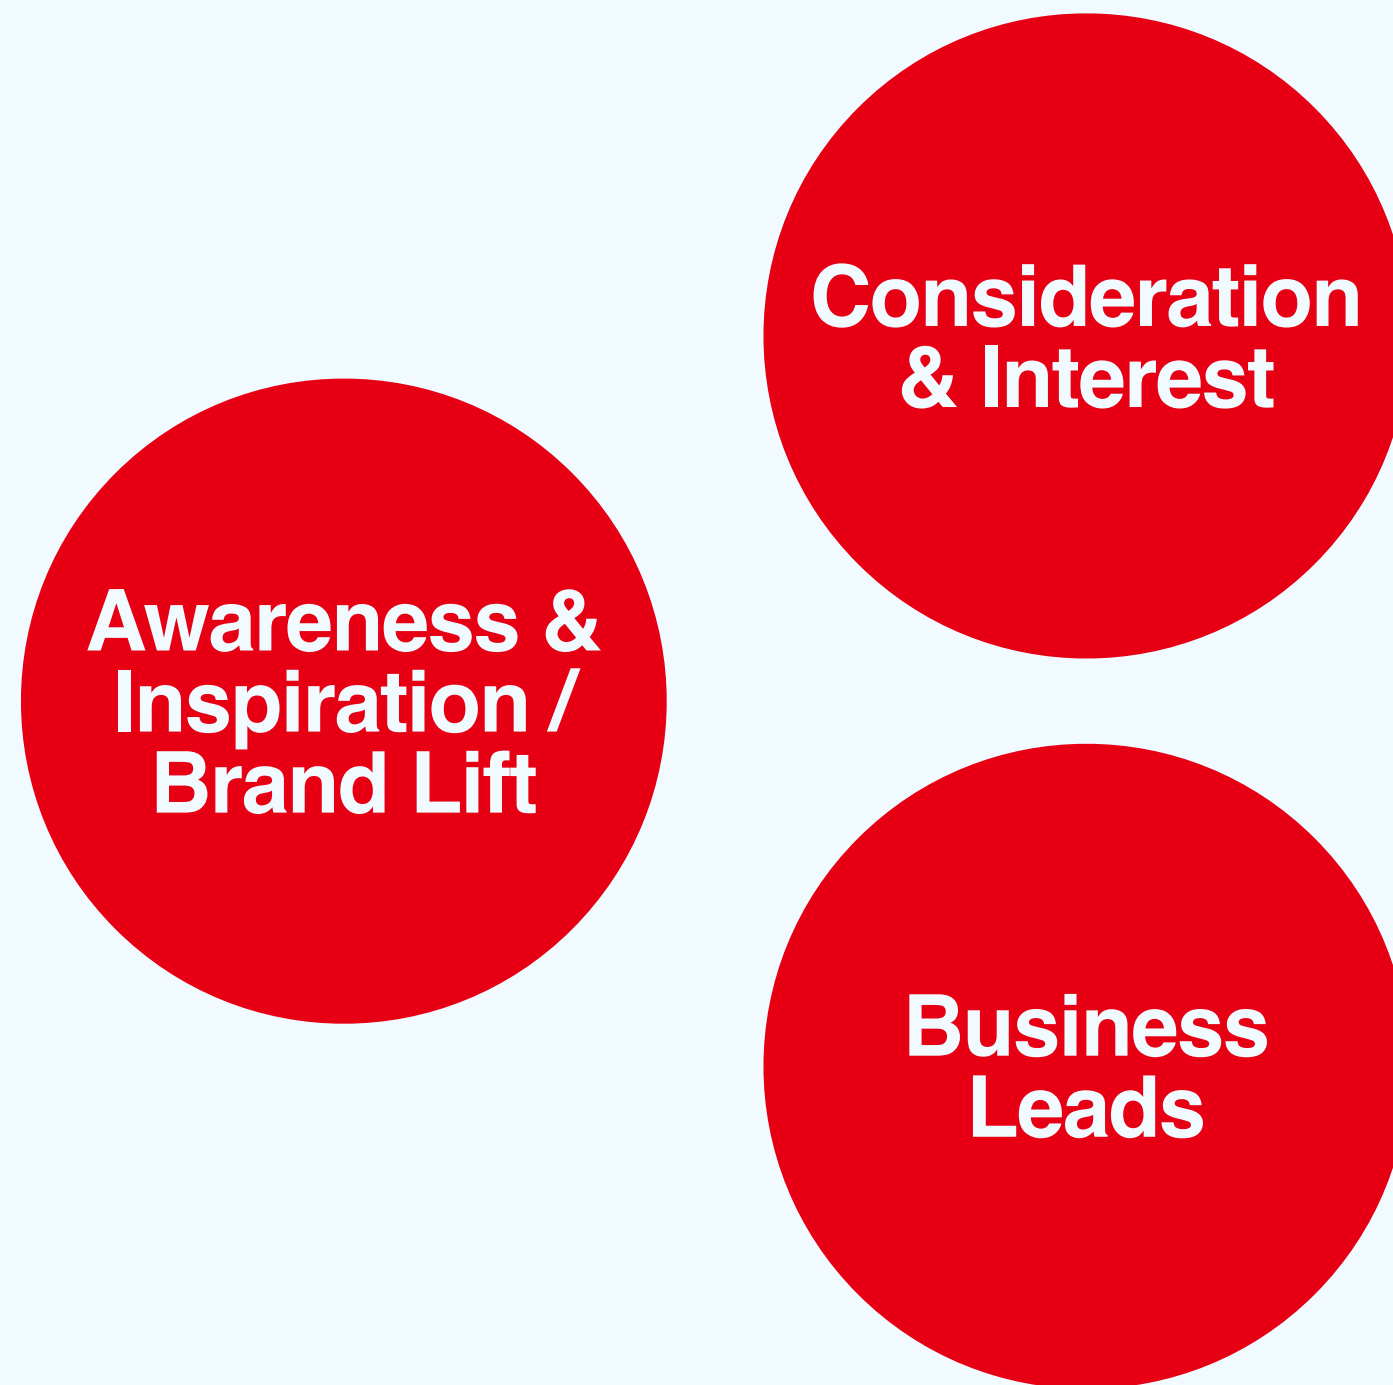 Awareness &
Inspiration /
Brand Lift
Consideration
& Interest
Business
Leads